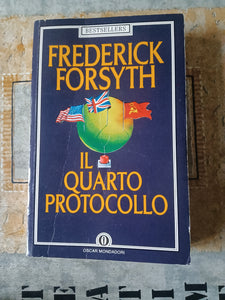 BESTSELLERS
FREDERICK
FORSYTH
IL
QUARTO
PROTOCOLLO
OSCAR MONDADORI